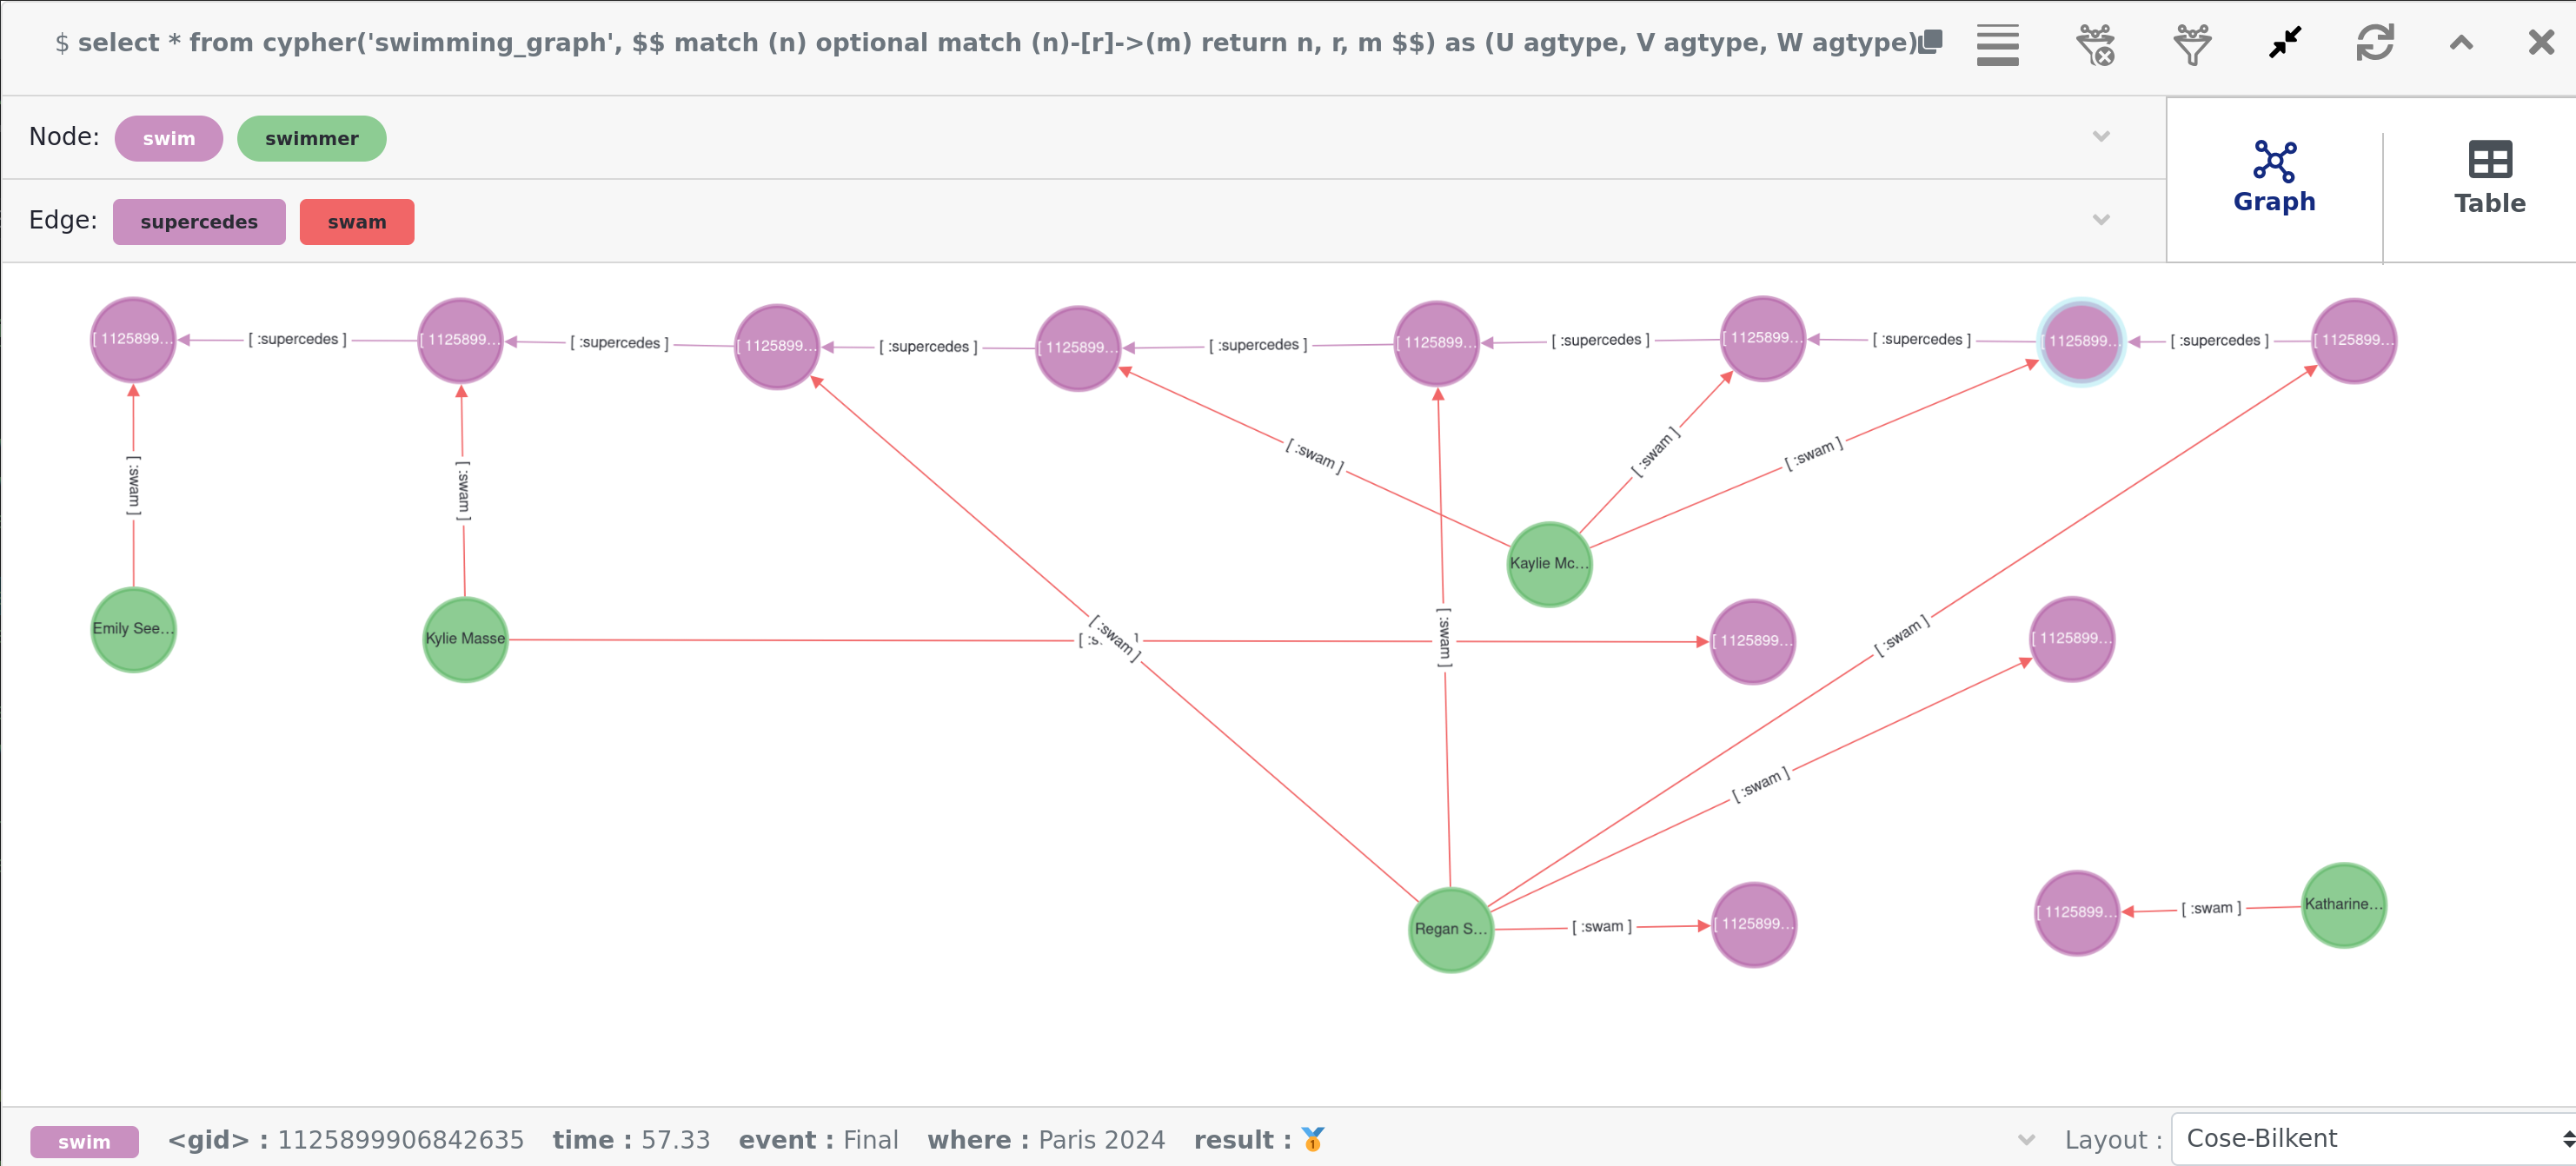 $ select * from cypher('swimming_graph', $$ match (n) optional match (n)-[r]->(m) return n, r, m $$) as (U agtype, V agtype, W agtype)
Node: swim swimmer
Edge: supercedes swam
Graph Table
[ 1125899... [ :supercedes ] [ 1125899... [ :supercedes ] [ 1125899... [ :supercedes ] [ 1125899... [ :supercedes ] [ 1125899... [ :supercedes ] [ 1125899... [ :supercedes ] [ 1125899... [ :supercedes ] [ 1125899...
[ :swam ] [ :swam ] [ :swam ] [ :swam ] [ :swam ]
Kaylie Mc...
Emily See... Kylie Masse [ :s. ] [ :swam ] [ :swam ] [ 1125899... [ :swam ] [ 1125899...
[ :swam ]
Regan S... [ :swam ] [ 1125899... [ 1125899... [ :swam ] Katharine...
swim <gid> : 1125899906842635 time : 57.33 event : Final where : Paris 2024 result : 🥇 Layout : Cose-Bilkent